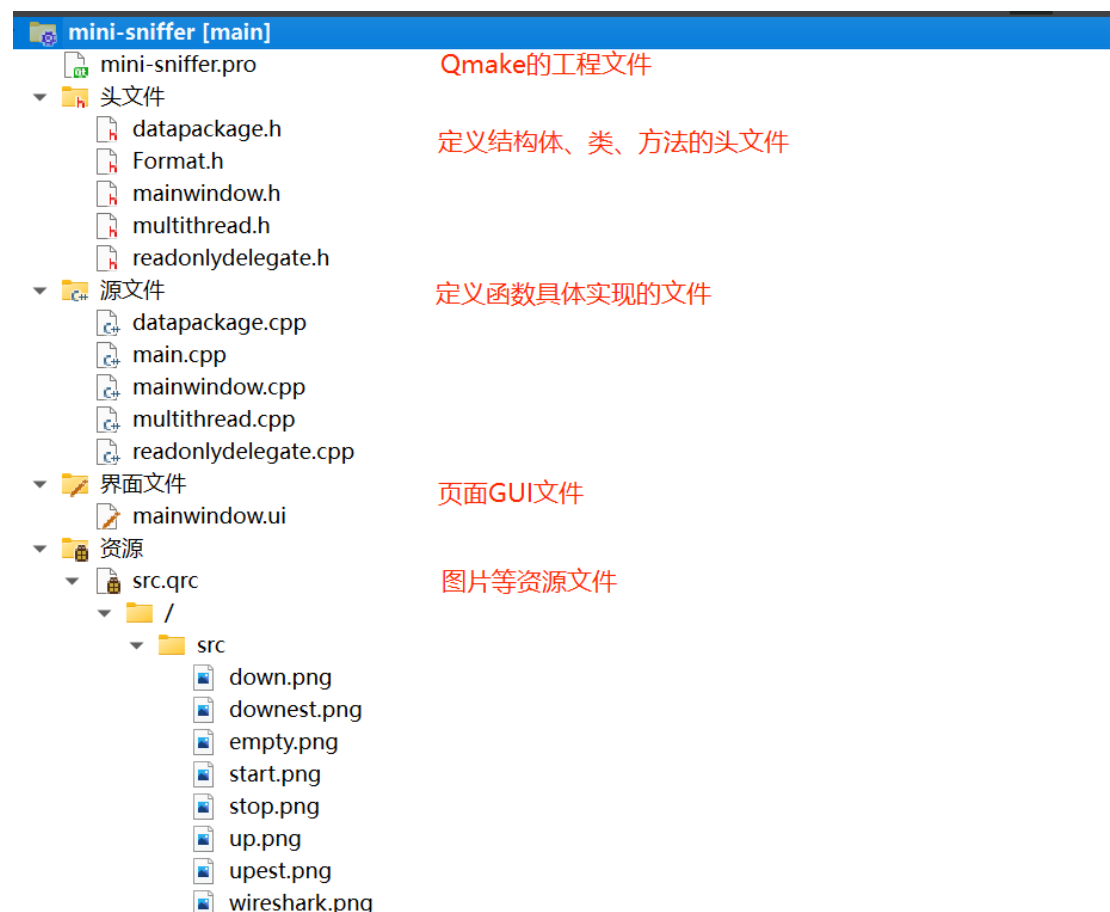 mini-sniffer [main]
mini-sniffer.pro Qmake的工程文件
头文件
datapackage.h 定义结构体、类、方法的头文件
Format.h
mainwindow.h
multithread.h
readonlydelegate.h
源文件 定义函数具体实现的文件
datapackage.cpp
main.cpp
mainwindow.cpp
multithread.cpp
readonlydelegate.cpp
界面文件 页面GUI文件
mainwindow.ui
资源
src.qrc 图片等资源文件
/
src
down.png
downest.png
empty.png
start.png
stop.png
up.png
upest.png
wireshark.png